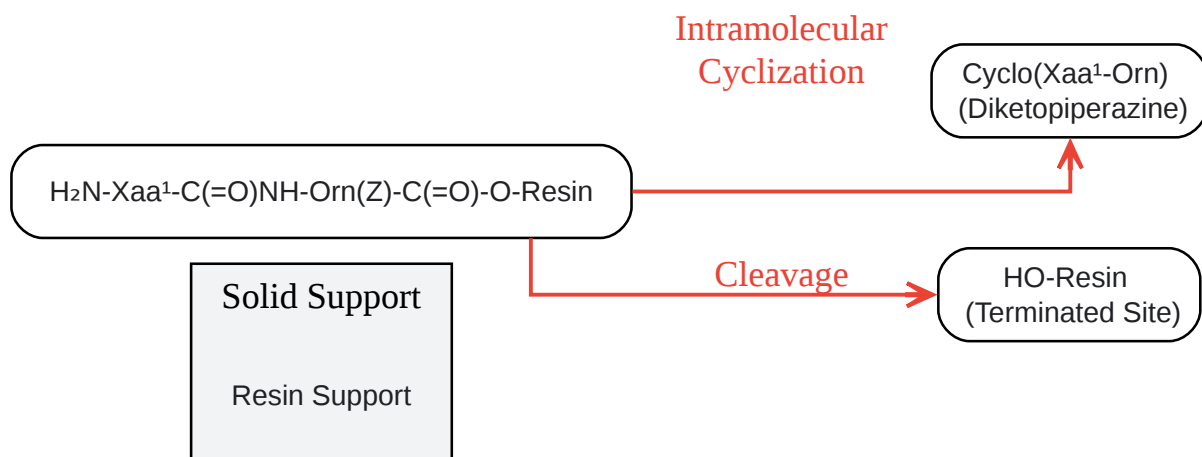 Intramolecular
Cyclization
Cyclo(Xaa¹-Orn)
(Diketopiperazine)
H₂N-Xaa¹-C(=O)NH-Orn(Z)-C(=O)-O-Resin
Cleavage
HO-Resin
(Terminated Site)
Solid Support
Resin Support